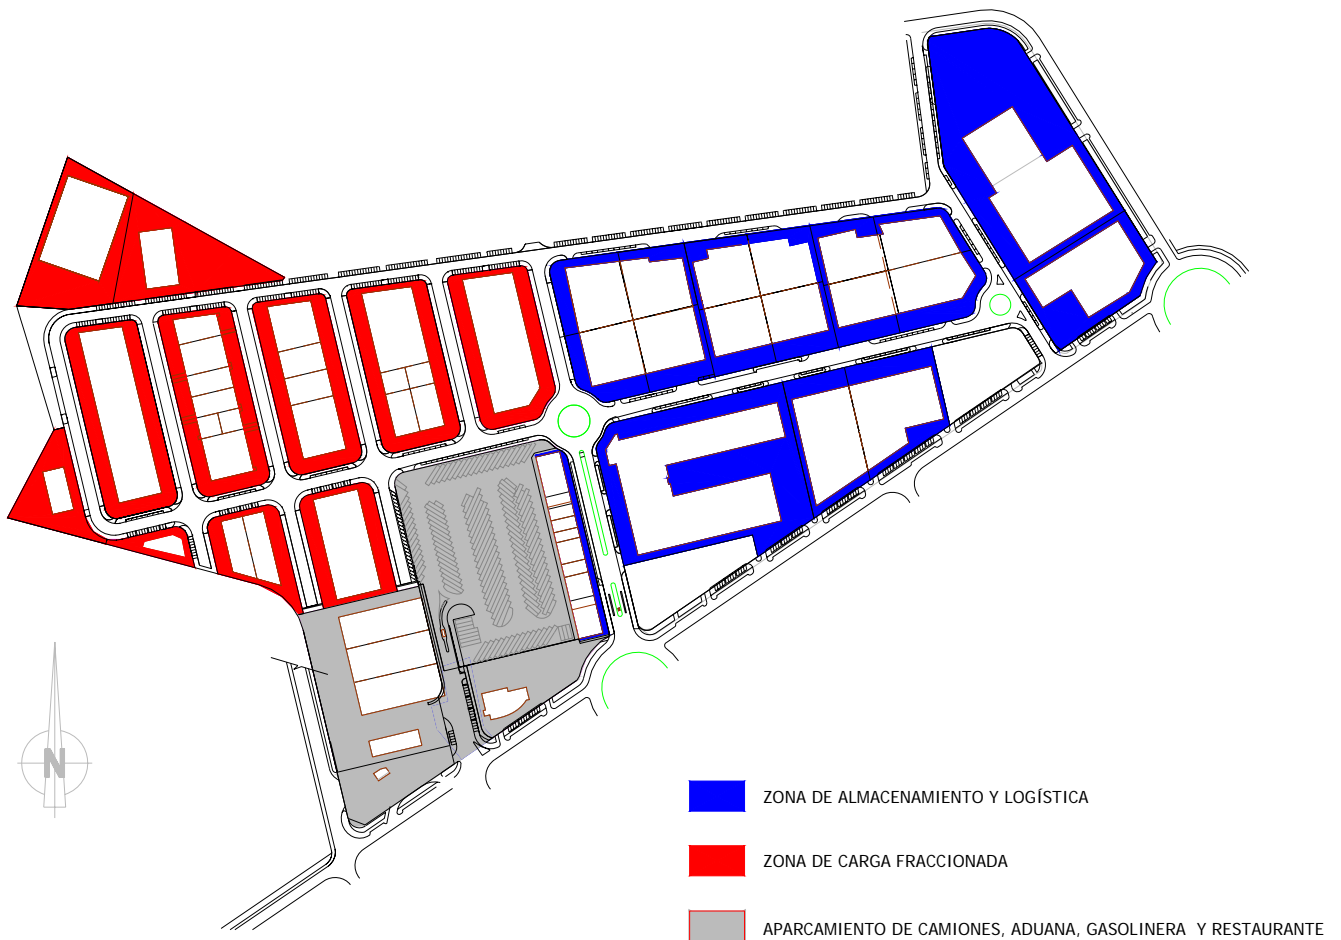 N
ZONA DE ALMACENAMIENTO Y LOGÍSTICA
ZONA DE CARGA FRACCIONADA
APARCAMIENTO DE CAMIONES, ADUANA, GASOLINERA Y RESTAURANTE